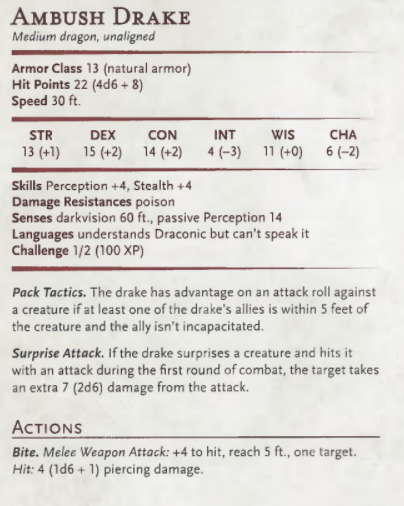 AMBUSH DRAKE
Medium dragon, unaligned
Armor Class 13 (natural armor)
Hit Points 22 (4d6 + 8)
Speed 30 ft.
STR DEX CON INT WIS CHA
13 (+1) 15 (+2) 14 (+2) 4 (−3) 11 (+0) 6 (−2)
Skills Perception +4, Stealth +4
Damage Resistances poison
Senses darkvision 60 ft., passive Perception 14
Languages understands Draconic but can't speak it
Challenge 1/2 (100 XP)
Pack Tactics. The drake has advantage on an attack roll against
a creature if at least one of the drake's allies is within 5 feet of
the creature and the ally isn't incapacitated.
Surprise Attack. If the drake surprises a creature and hits it
with an attack during the first round of combat, the target takes
an extra 7 (2d6) damage from the attack.
ACTIONS
Bite. Melee Weapon Attack: +4 to hit, reach 5 ft., one target.
Hit: 4 (1d6 + 1) piercing damage.